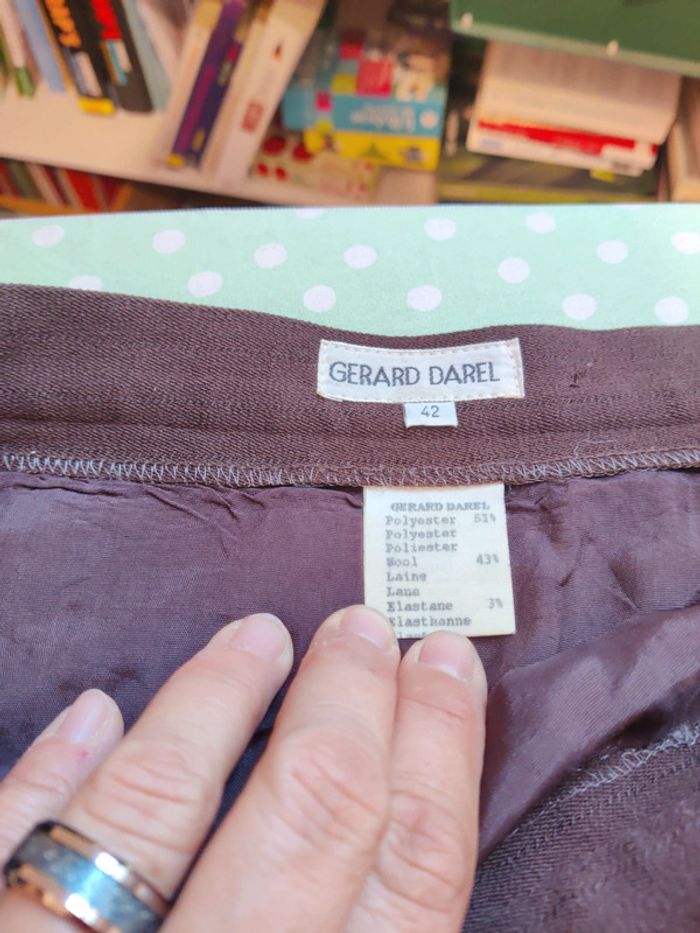 GERARD DAREL
42
GERARD DAREL
Polyester 51%
Polyester
Poliester
Wool 43%
Laine
Lana
Elastane 3%
Elasthanne